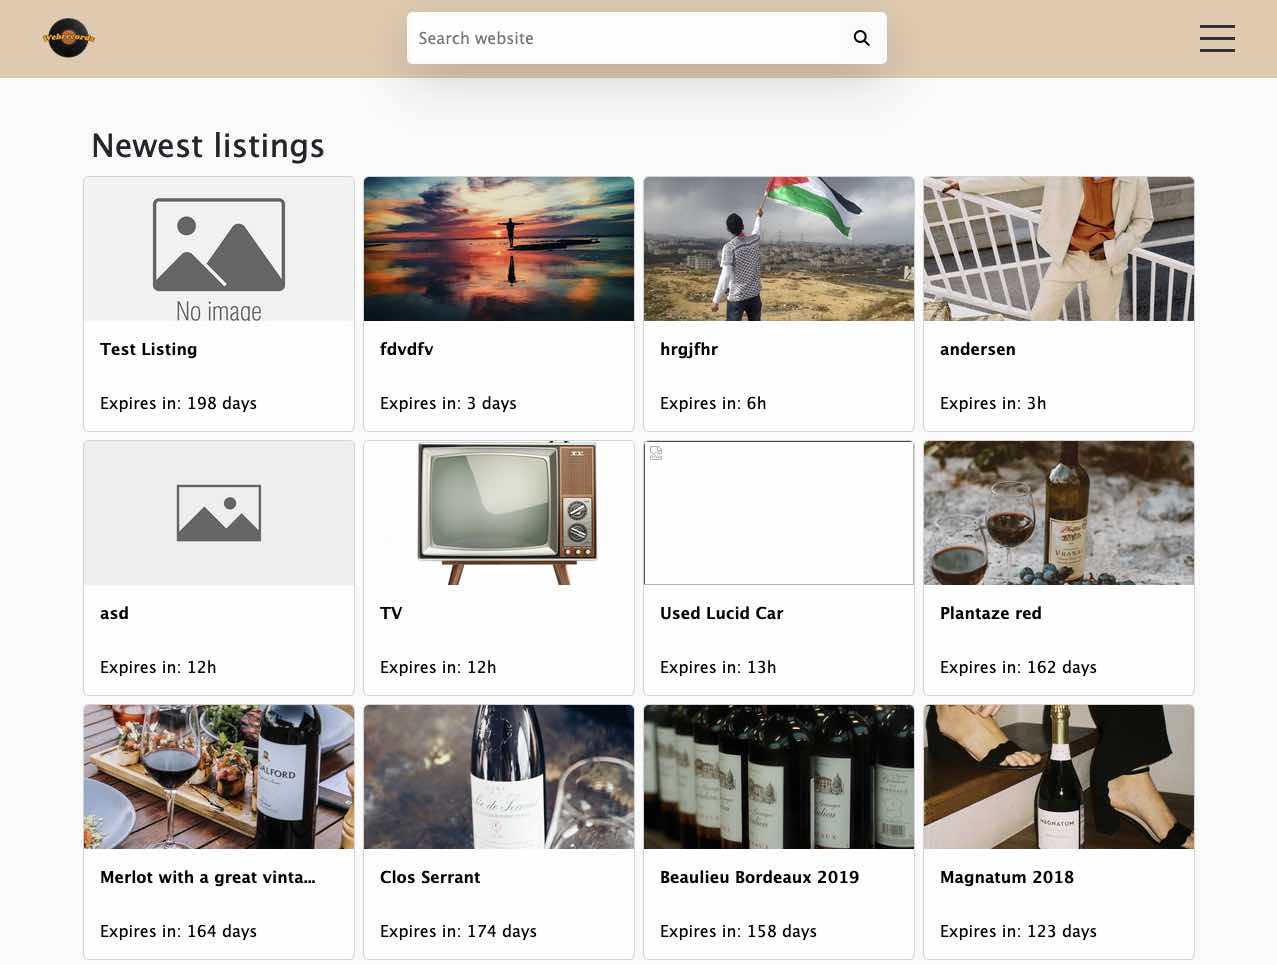 Webrecords
Search website
Newest listings
No image
Test Listing
Expires in: 198 days
fdvdfv
Expires in: 3 days
hrgjfhr
Expires in: 6h
andersen
Expires in: 3h
asd
Expires in: 12h
TV
Expires in: 12h
Used Lucid Car
Expires in: 13h
Plantaze red
Expires in: 162 days
VRANAC
Merlot with a great vinta...
Expires in: 164 days
ALFORD
Clos Serrant
Expires in: 174 days
Beaulieu Bordeaux 2019
Expires in: 158 days
MAGNATUM
Magnatum 2018
Expires in: 123 days